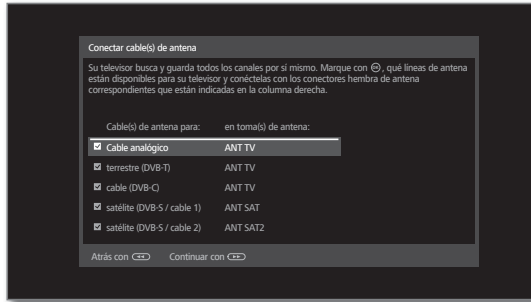 Conectar cable(s) de antena
Su televisor busca y guarda todos los canales por sí mismo. Marque con OK, qué líneas de antena
están disponibles para su televisor y conéctelas con los conectores hembra de antena
correspondientes que están indicadas en la columna derecha.
Cable(s) de antena para: en toma(s) de antena:
Cable analógico ANT TV
terrestre (DVB-T) ANT TV
cable (DVB-C) ANT TV
satélite (DVB-S / cable 1) ANT SAT
satélite (DVB-S / cable 2) ANT SAT2
Atrás con Continuar con